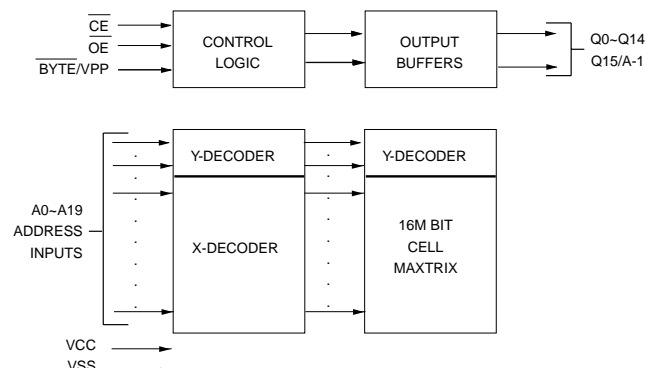 CE
OE
BYTE/VPP
CONTROL
LOGIC
OUTPUT
BUFFERS
Q0~Q14
Q15/A-1
A0~A19
ADDRESS
INPUTS
Y-DECODER
X-DECODER
Y-DECODER
16M BIT
CELL
MAXTRIX
VCC
VSS